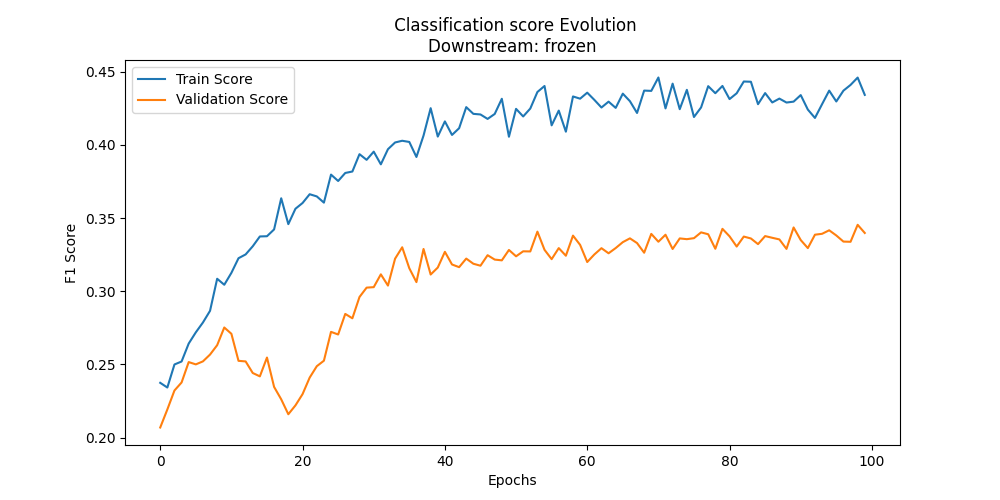 Classification score Evolution
Downstream: frozen
Train Score
Validation Score
F1 Score
0.45
0.40
0.35
0.30
0.25
0.20
0 20 40 60 80 100
Epochs